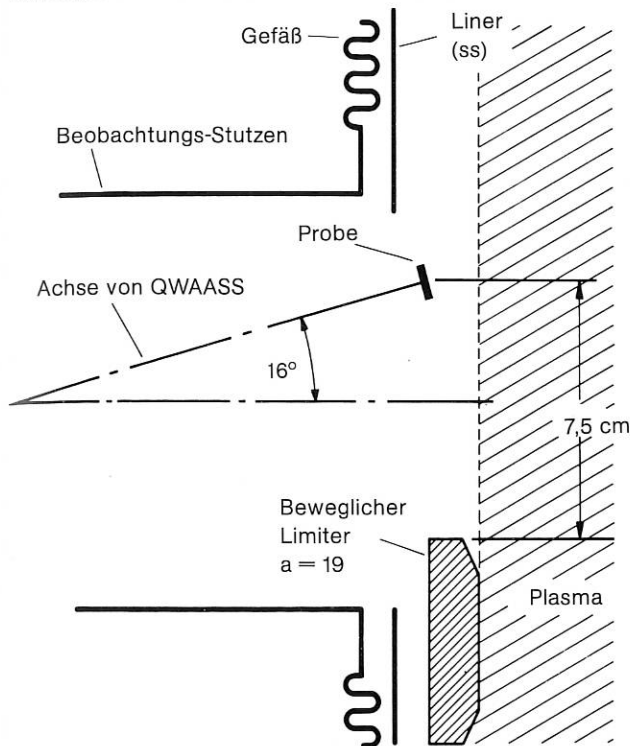 Gefäß
Liner
(ss)
Beobachtungs-Stutzen
Probe
Achse von QWAASS
16°
7,5 cm
Beweglicher
Limiter
a = 19
Plasma